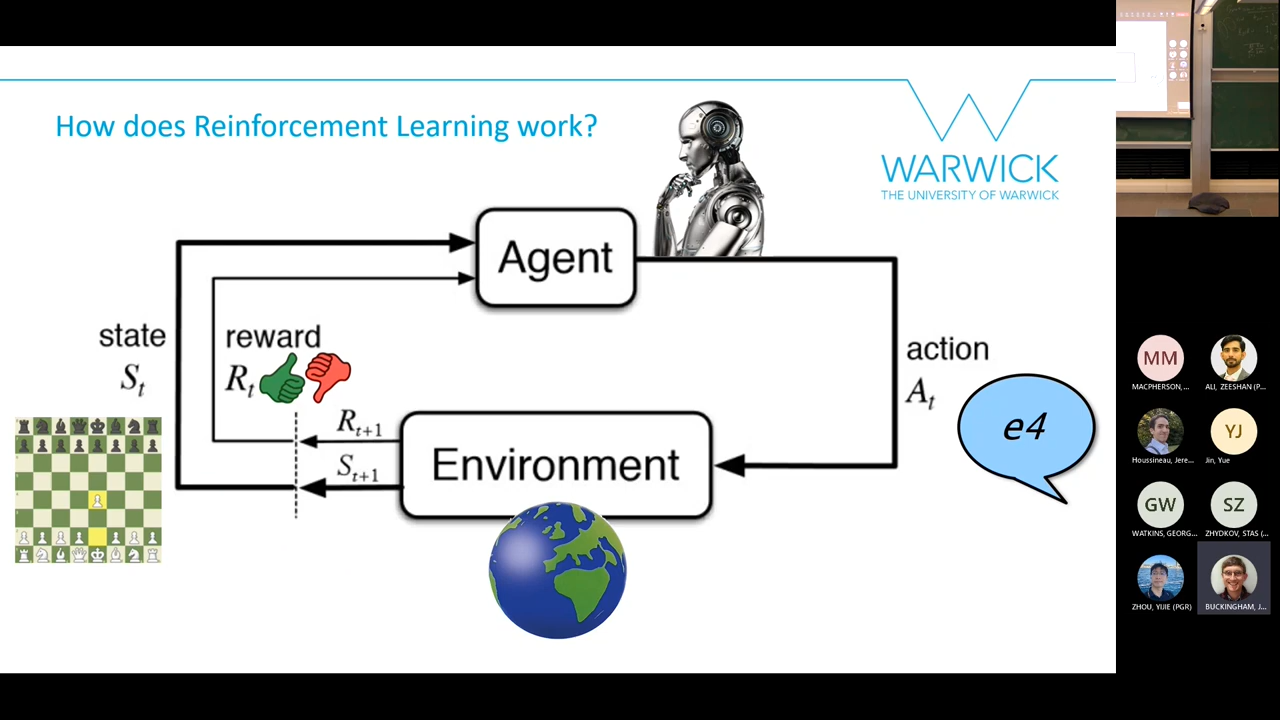 How does Reinforcement Learning work?
WARWICK
THE UNIVERSITY OF WARWICK
Agent
state
S_t
reward
R_t
action
A_t
e4
R_{t+1}
S_{t+1}
Environment
MM
MACPHERSON, ...
ALI, ZEESHAN (P...
YJ
Houssineau, Jere...
Jin, Yue
GW
SZ
WATKINS, GEORG...
ZHYDKOV, STAS (...
ZHOU, YIJIE (PGR)
BUCKINGHAM, J...